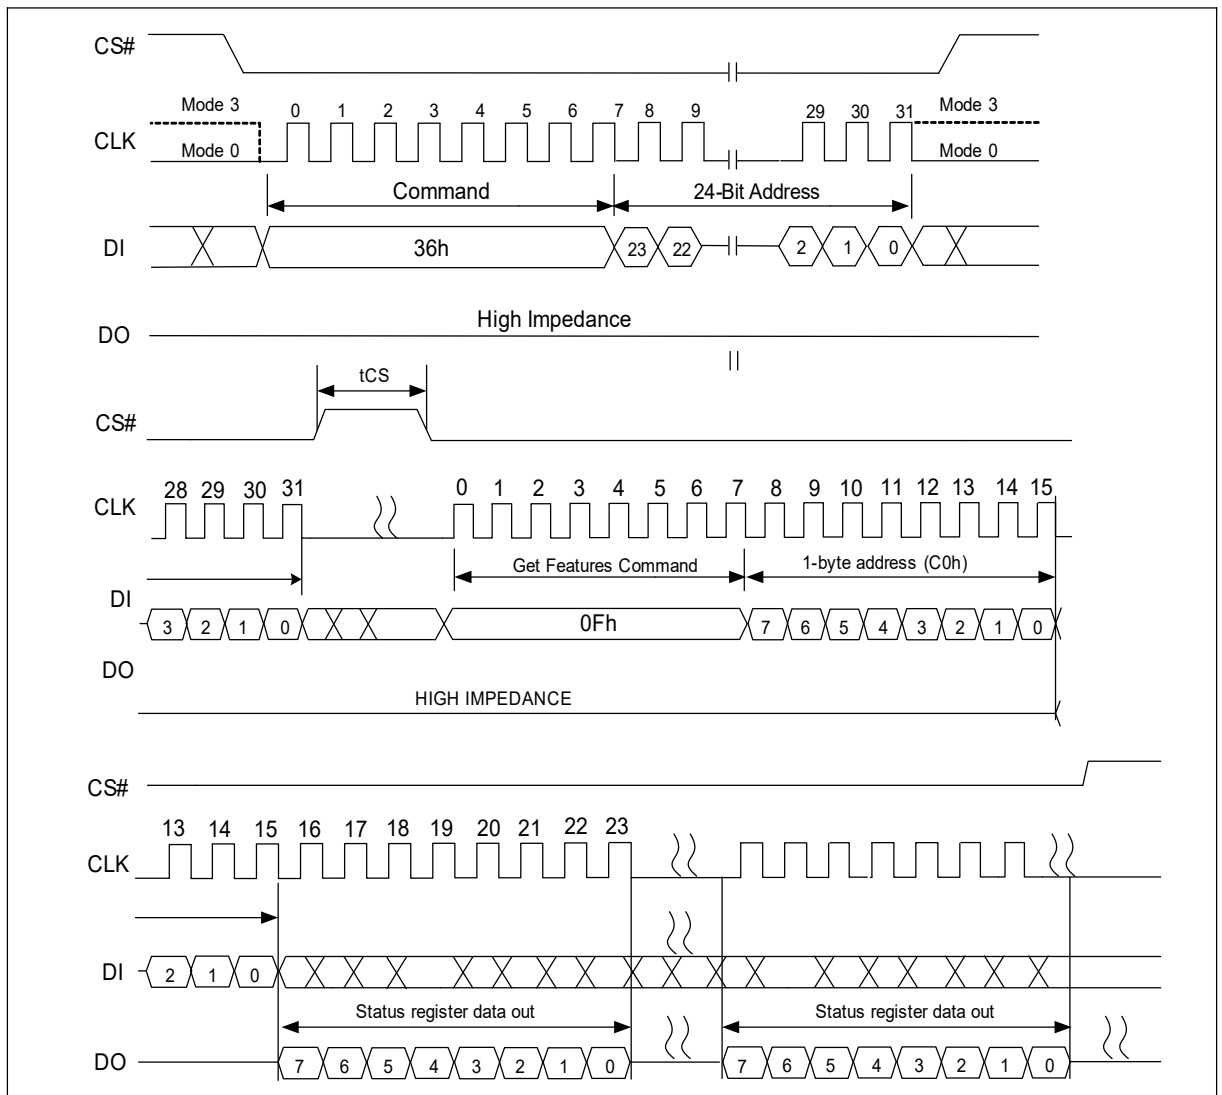 CS#
Mode 3 0 1 2 3 4 5 6 7 8 9 29 30 31 Mode 3
CLK
Mode 0 Mode 0
Command 24-Bit Address
DI 36h 23 22 2 1 0
High Impedance
DO
tCS
CS#
28 29 30 31 0 1 2 3 4 5 6 7 8 9 10 11 12 13 14 15
CLK
Get Features Command 1-byte address (C0h)
DI
3 2 1 0 0Fh 7 6 5 4 3 2 1 0
DO
HIGH IMPEDANCE
CS#
13 14 15 16 17 18 19 20 21 22 23
CLK
DI 2 1 0
Status register data out Status register data out
DO 7 6 5 4 3 2 1 0 7 6 5 4 3 2 1 0